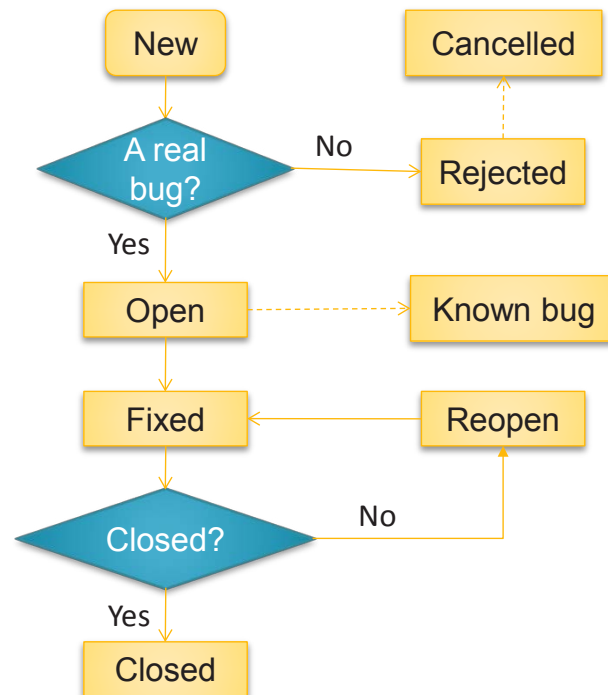 New
Cancelled
A real
bug?
No
Rejected
Yes
Open
Known bug
Fixed
Reopen
Closed?
No
Yes
Closed